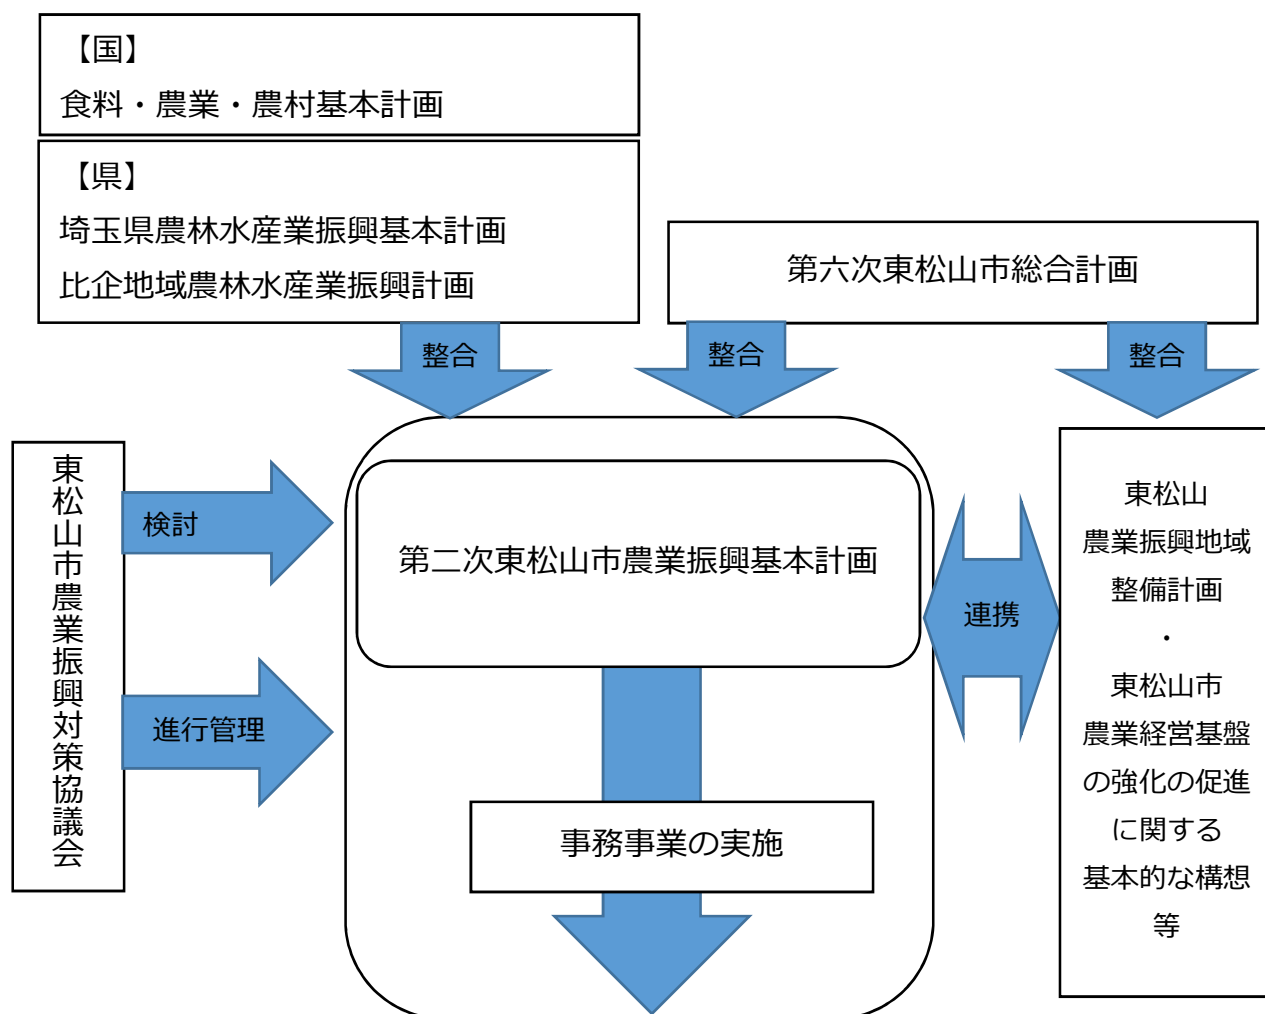 【国】
食料・農業・農村基本計画
【県】
埼玉県農林水産業振興基本計画
比企地域農林水産業振興計画
第六次東松山市総合計画
整合
整合
整合
東松山市農業振興対策協議会
検討
進行管理
第二次東松山市農業振興基本計画
事務事業の実施
連携
東松山
農業振興地域
整備計画
・
東松山市
農業経営基盤
の強化の促進
に関する
基本的な構想
等